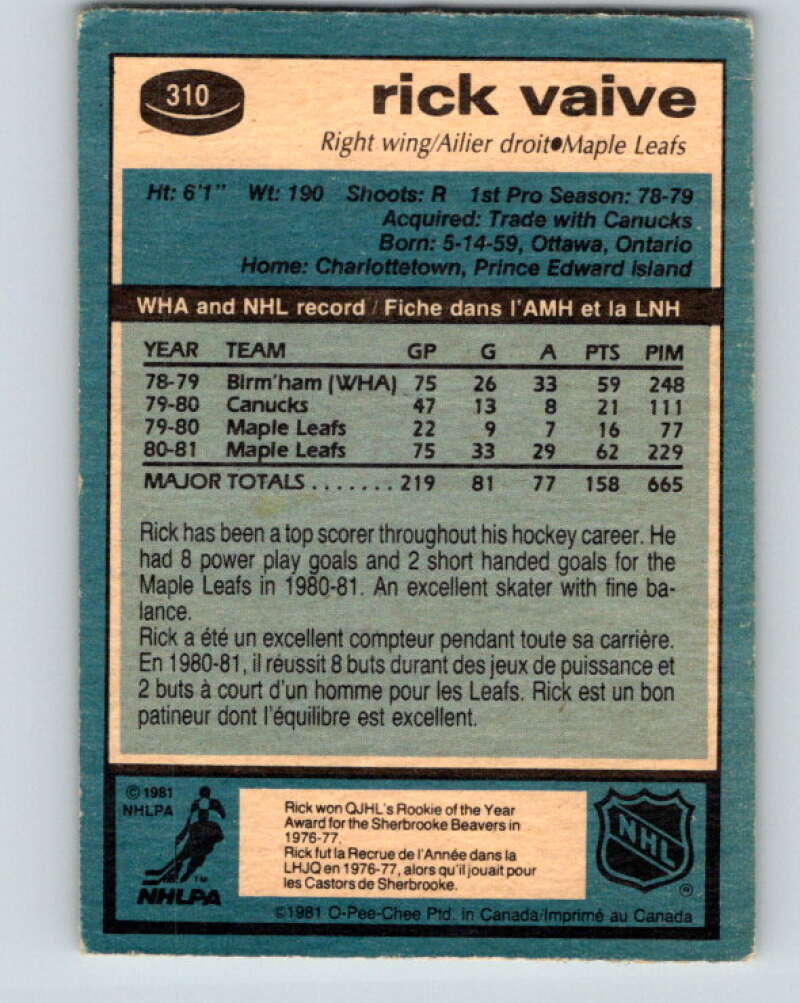 310
rick vaive
Right wing/Ailier droit•Maple Leafs
Ht: 6'1" Wt: 190 Shoots: R 1st Pro Season: 78-79
Acquired: Trade with Canucks
Born: 5-14-59, Ottawa, Ontario
Home: Charlottetown, Prince Edward Island
WHA and NHL record / Fiche dans l'AMH et la LNH
YEAR TEAM GP G A PTS PIM
78-79 Birm'ham (WHA) 75 26 33 59 248
79-80 Canucks 47 13 8 21 111
79-80 Maple Leafs 22 9 7 16 77
80-81 Maple Leafs 75 33 29 62 229
MAJOR TOTALS ....... 219 81 77 158 665
Rick has been a top scorer throughout his hockey career. He
had 8 power play goals and 2 short handed goals for the
Maple Leafs in 1980-81. An excellent skater with fine ba-
lance.
Rick a été un excellent compteur pendant toute sa carrière.
En 1980-81, il réussit 8 buts durant des jeux de puissance et
2 buts à court d'un homme pour les Leafs. Rick est un bon
patineur dont l'équilibre est excellent.
© 1981
NHLPA
TM
NHLPA
Rick won QJHL's Rookie of the Year
Award for the Sherbrooke Beavers in
1976-77.
Rick fut la Recrue de l'Année dans la
LHJQ en 1976-77, alors qu'il jouait pour
les Castors de Sherbrooke.
NHL
®
©1981 O-Pee-Chee Ptd. in Canada/Imprimé au Canada